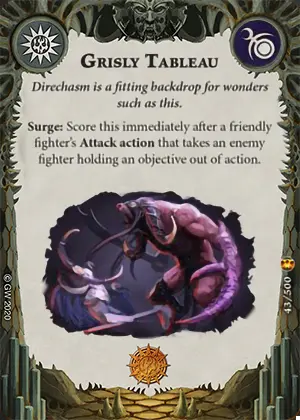 Grisly Tableau
Direchasm is a fitting backdrop for wonders
such as this.
Surge: Score this immediately after a friendly
fighter's Attack action that takes an enemy
fighter holding an objective out of action.
© GW 2020
43/500